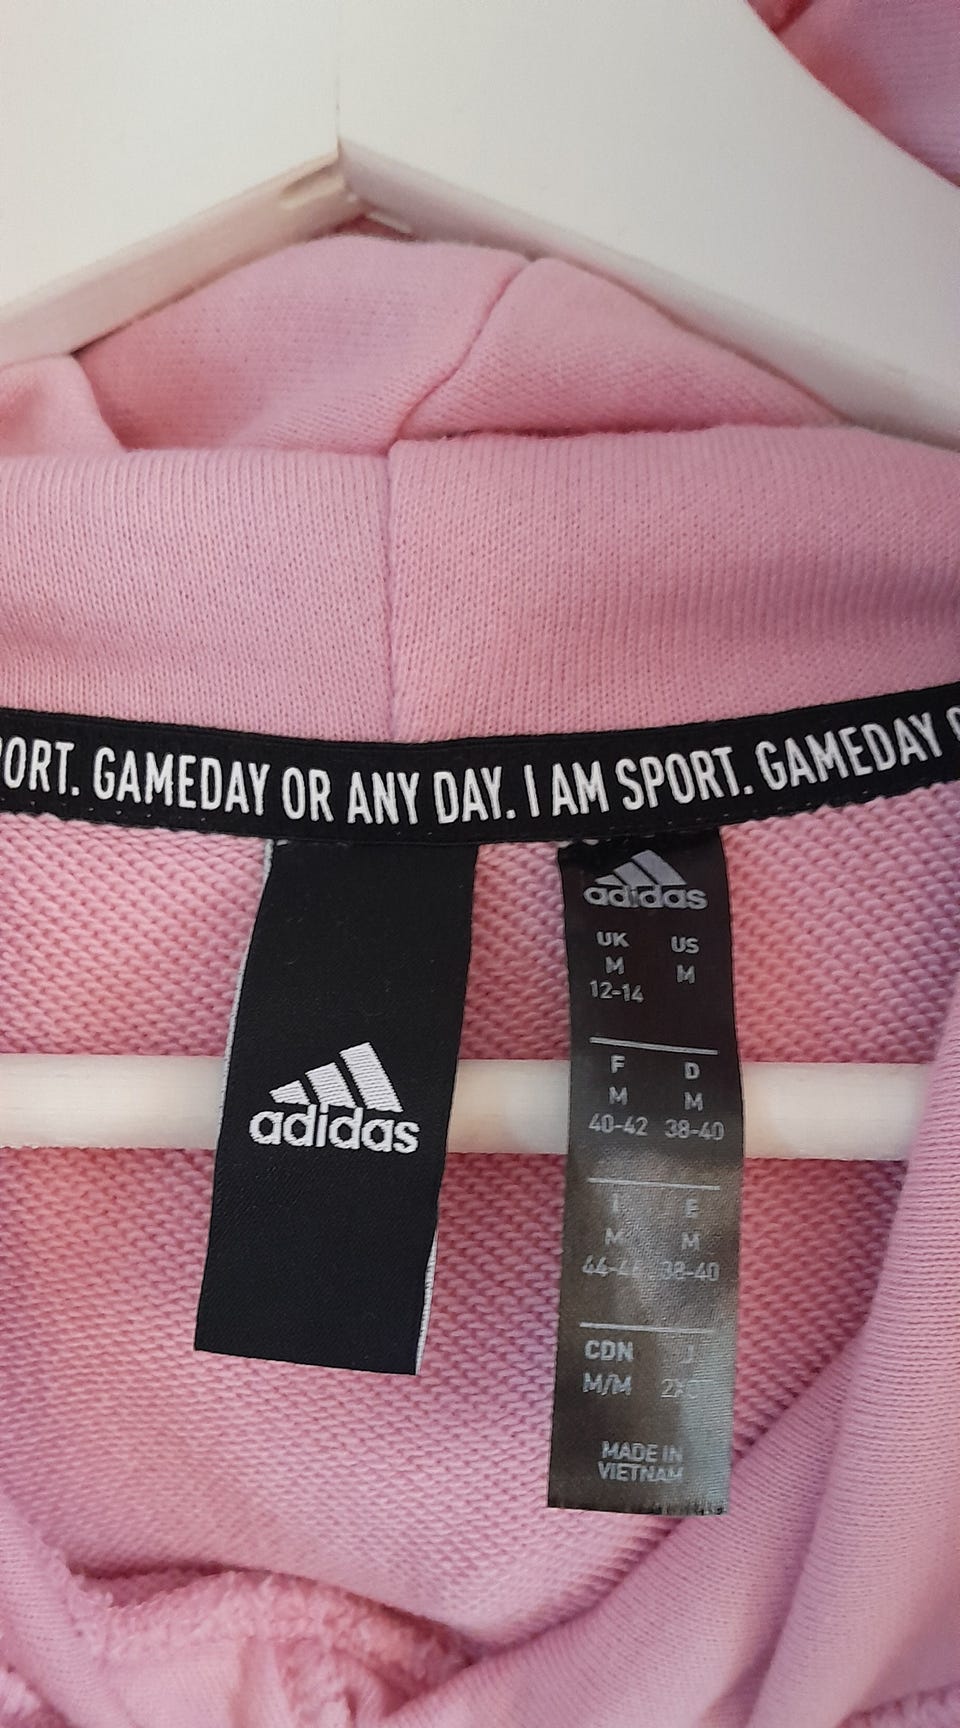 PORT. GAMEDAY OR ANY DAY. I AM SPORT. GAMEDAY
adidas
adidas
UK US
M M
12-14
F D
M M
40-42 38-40
I E
M M
38-40
CDN J
M/M
MADE IN
VIETNAM